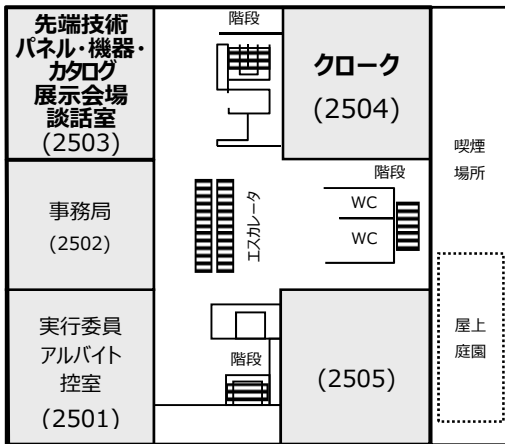 先端技術
パネル・機器・
カタログ
展示会場
談話室
(2503)
事務局
(2502)
実行委員
アルバイト
控室
(2501)
階段
エスカレータ
階段
クローク
(2504)
階段
WC
WC
(2505)
喫煙
場所
屋上
庭園